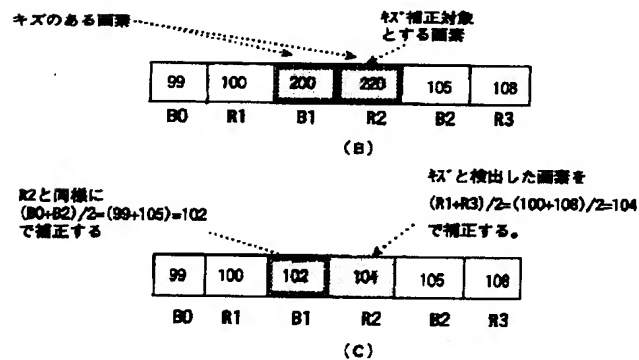 キズのある画素
キズ補正対象
とする画素
99 100 200 220 105 108
B0 R1 B1 R2 B2 R3
(B)
R2と同様に
(B0+B2)/2=(99+105)=102
で補正する
キズと検出した画素を
(R1+R3)/2=(100+108)/2=104
で補正する。
99 100 102 104 105 108
B0 R1 B1 R2 B2 R3
(C)